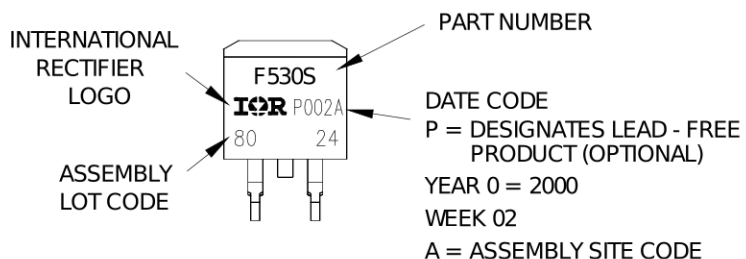 INTERNATIONAL
RECTIFIER
LOGO
ASSEMBLY
LOT CODE
F530S
IOR P002A
80 24
PART NUMBER
DATE CODE
P = DESIGNATES LEAD - FREE
PRODUCT (OPTIONAL)
YEAR 0 = 2000
WEEK 02
A = ASSEMBLY SITE CODE